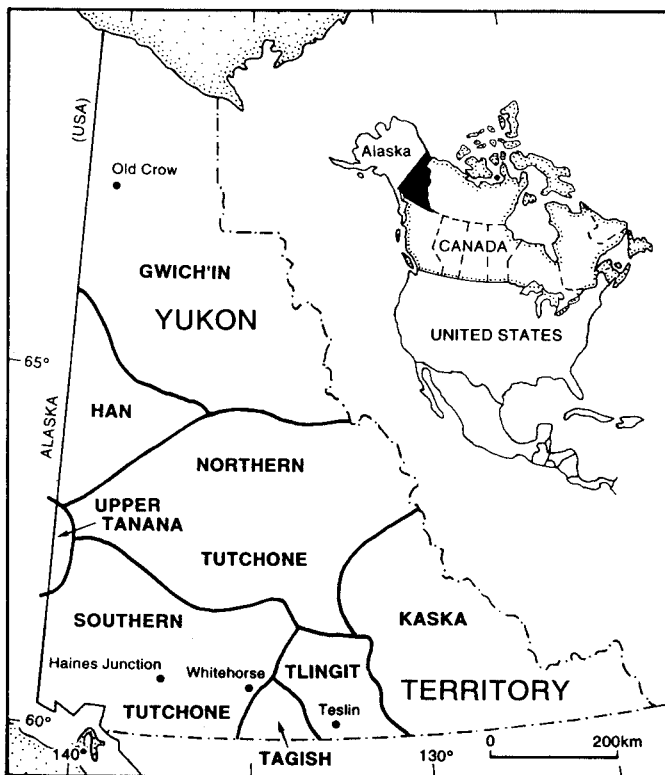 (USA)
Alaska
Old Crow
CANADA
GWICH'IN
YUKON
UNITED STATES
65°
ALASKA
HAN
NORTHERN
UPPER
TANANA
TUTCHONE
SOUTHERN
KASKA
Haines Junction
Whitehorse
TLINGIT
TERRITORY
Teslin
TUTCHONE
60°
TAGISH
140°
130°
0
200km